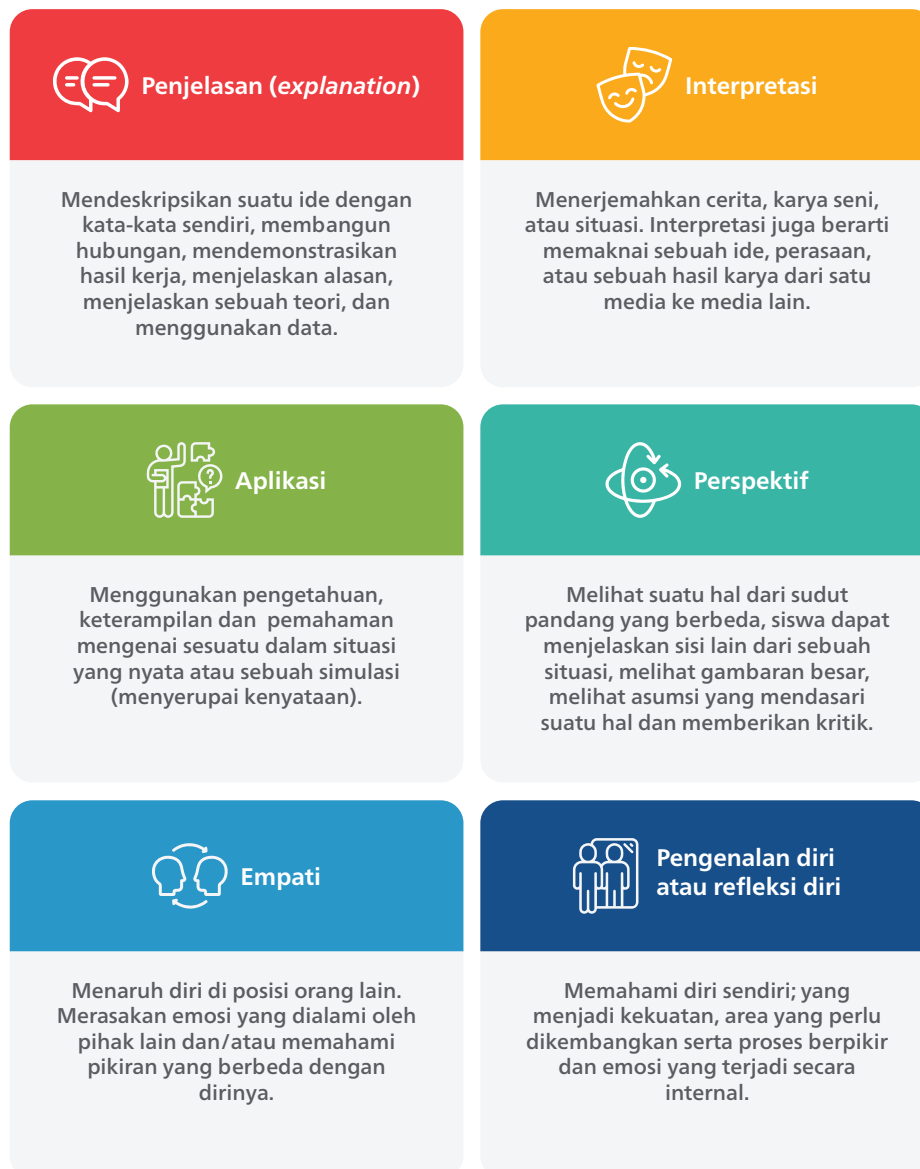 Penjelasan (explanation)
Mendeskripsikan suatu ide dengan
kata-kata sendiri, membangun
hubungan, mendemonstrasikan
hasil kerja, menjelaskan alasan,
menjelaskan sebuah teori, dan
menggunakan data.
Interpretasi
Menerjemahkan cerita, karya seni,
atau situasi. Interpretasi juga berarti
memaknai sebuah ide, perasaan,
atau sebuah hasil karya dari satu
media ke media lain.
Aplikasi
Menggunakan pengetahuan,
keterampilan dan  pemahaman
mengenai sesuatu dalam situasi
yang nyata atau sebuah simulasi
(menyerupai kenyataan).
Perspektif
Melihat suatu hal dari sudut
pandang yang berbeda, siswa dapat
menjelaskan sisi lain dari sebuah
situasi, melihat gambaran besar,
melihat asumsi yang mendasari
suatu hal dan memberikan kritik.
Empati
Menaruh diri di posisi orang lain.
Merasakan emosi yang dialami oleh
pihak lain dan/atau memahami
pikiran yang berbeda dengan
dirinya.
Pengenalan diri
atau refleksi diri
Memahami diri sendiri; yang
menjadi kekuatan, area yang perlu
dikembangkan serta proses berpikir
dan emosi yang terjadi secara
internal.